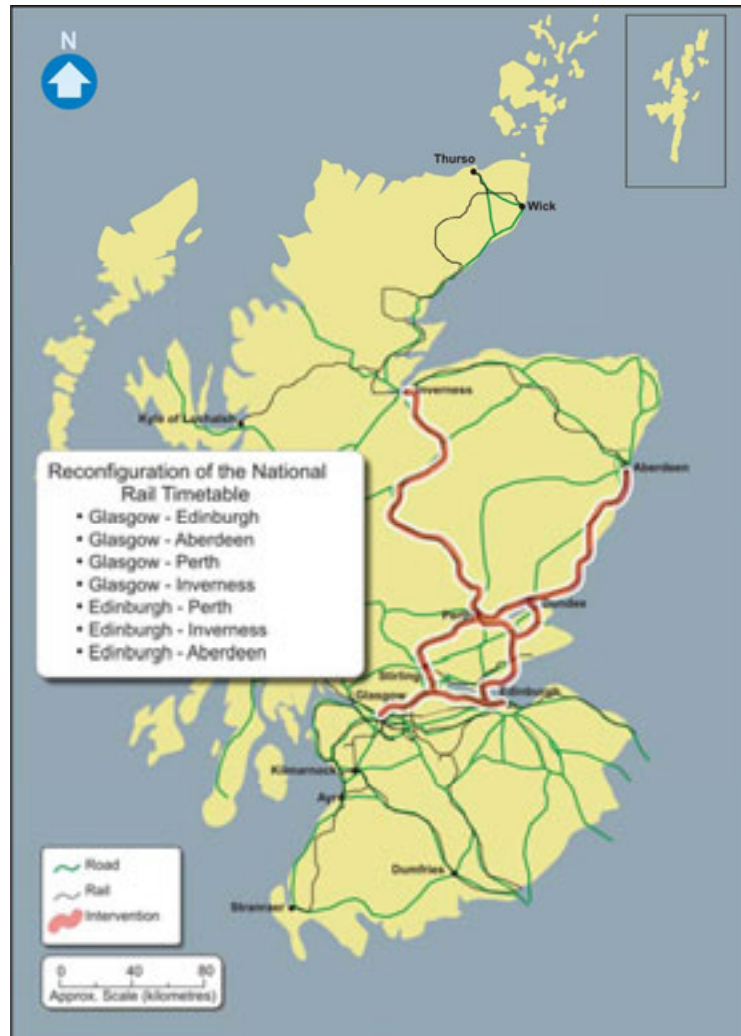 N
Thurso
Wick
Inverness
Kyle of Lochalsh
Aberdeen
Reconfiguration of the National
Rail Timetable
• Glasgow - Edinburgh
• Glasgow - Aberdeen
• Glasgow - Perth
• Glasgow - Inverness
• Edinburgh - Perth
• Edinburgh - Inverness
• Edinburgh - Aberdeen
Perth
Dundee
Stirling
Glasgow
Edinburgh
Kilmarnock
Ayr
Dumfries
Stranraer
Road
Rail
Intervention
0 40 80
Approx. Scale (kilometres)